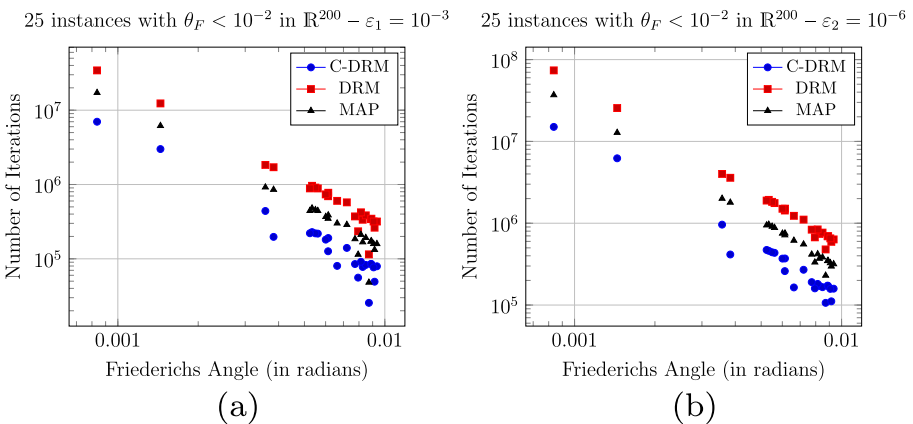 25 instances with θ_F < 10^{-2} in ℝ^{200} – ε_1 = 10^{-3}
Number of Iterations
10^7
10^6
10^5
C-DRM
DRM
MAP
0.001
0.01
Friederichs Angle (in radians)
(a)
25 instances with θ_F < 10^{-2} in ℝ^{200} – ε_2 = 10^{-6}
Number of Iterations
10^8
10^7
10^6
10^5
C-DRM
DRM
MAP
0.001
0.01
Friederichs Angle (in radians)
(b)